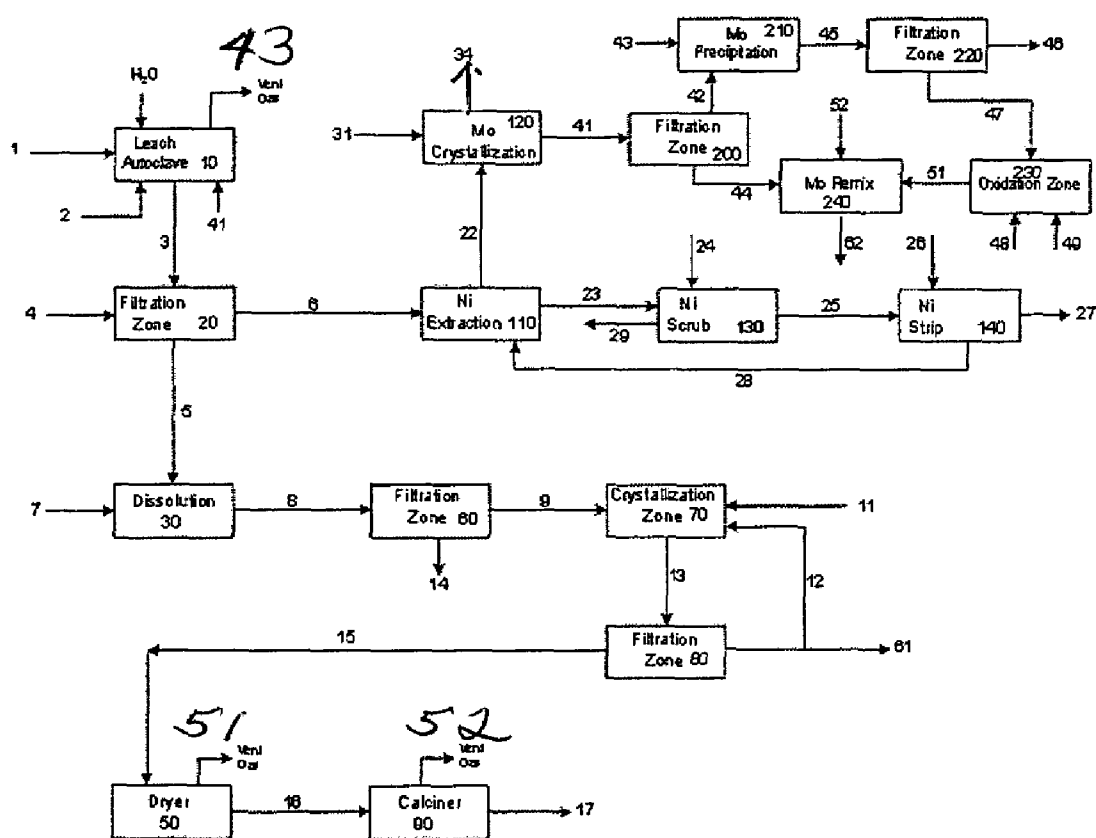 43
H2O
Vent
Gas
1
Leach
Autoclave 10
2
41
3
4
Filtration
Zone 20
6
5
7
Dissolution
30
8
Filtration
Zone 60
9
14
Crystallization
Zone 70
11
12
13
Filtration
Zone 80
61
15
51
Vent
Gas
Dryer
50
16
52
Vent
Gas
Calciner
90
17
34
31
120
Mo
Crystallization
41
22
Ni
Extraction 110
23
24
29
Ni
Scrub 130
25
26
Ni
Strip 140
27
28
Filtration
Zone 200
42
43
Mo 210
Precipitation
45
Filtration
Zone 220
46
47
44
52
Mo Remix
240
62
51
230
Oxidation Zone
48
49